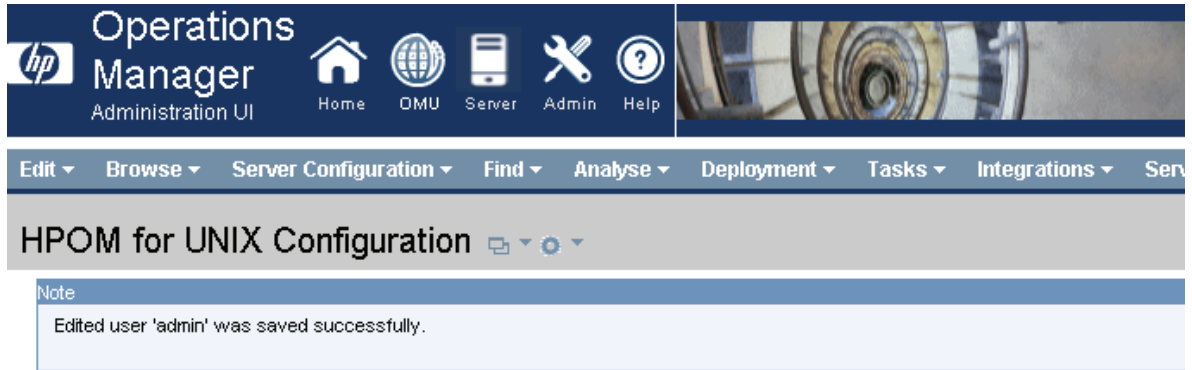 hp
Operations
Manager
Administration UI
Home OMU Server Admin Help
Edit Browse Server Configuration Find Analyse Deployment Tasks Integrations Serv
HPOM for UNIX Configuration
Note
Edited user 'admin' was saved successfully.